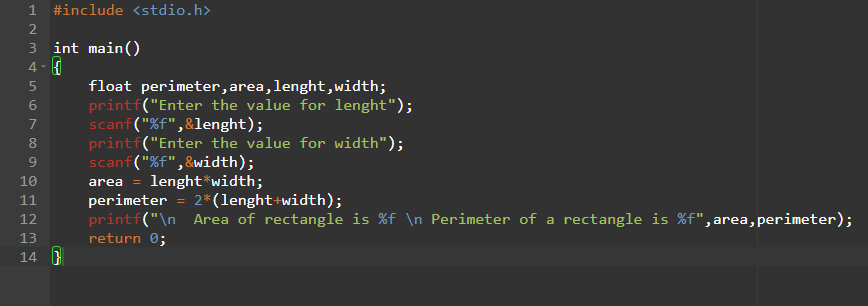 1 #include <stdio.h>
2
3 int main()
4 {
5     float perimeter,area,lenght,width;
6     printf("Enter the value for lenght");
7     scanf("%f",&lenght);
8     printf("Enter the value for width");
9     scanf("%f",&width);
10     area = lenght*width;
11     perimeter = 2*(lenght+width);
12     printf("\n  Area of rectangle is %f \n Perimeter of a rectangle is %f",area,perimeter);
13     return 0;
14 }